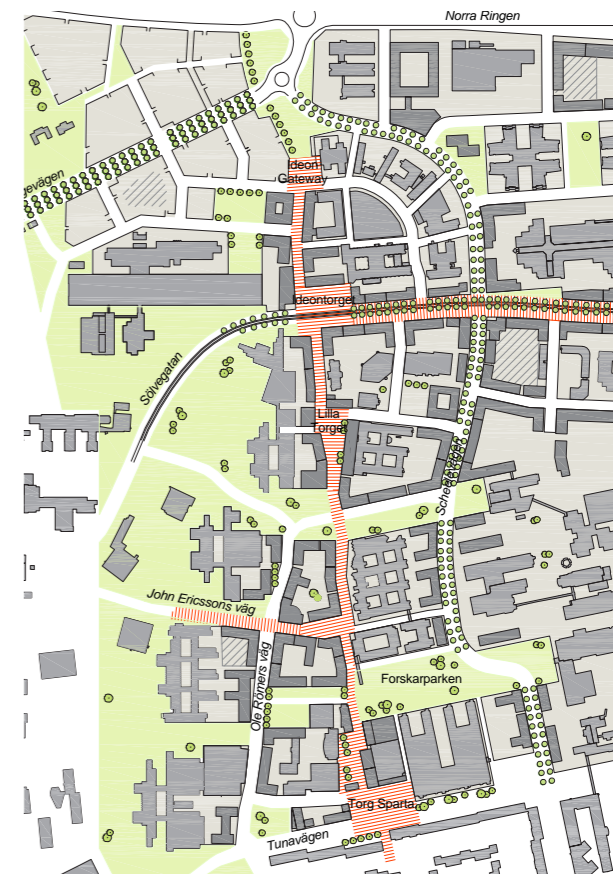 Norra Ringen
Ideon
Gateway
gevägen
Ideontorget
Sölvegatan
Lilla
Torget
Scheelevägen
John Ericssons väg
Ole Römers väg
Forskarparken
Torg Sparta
Tunavägen